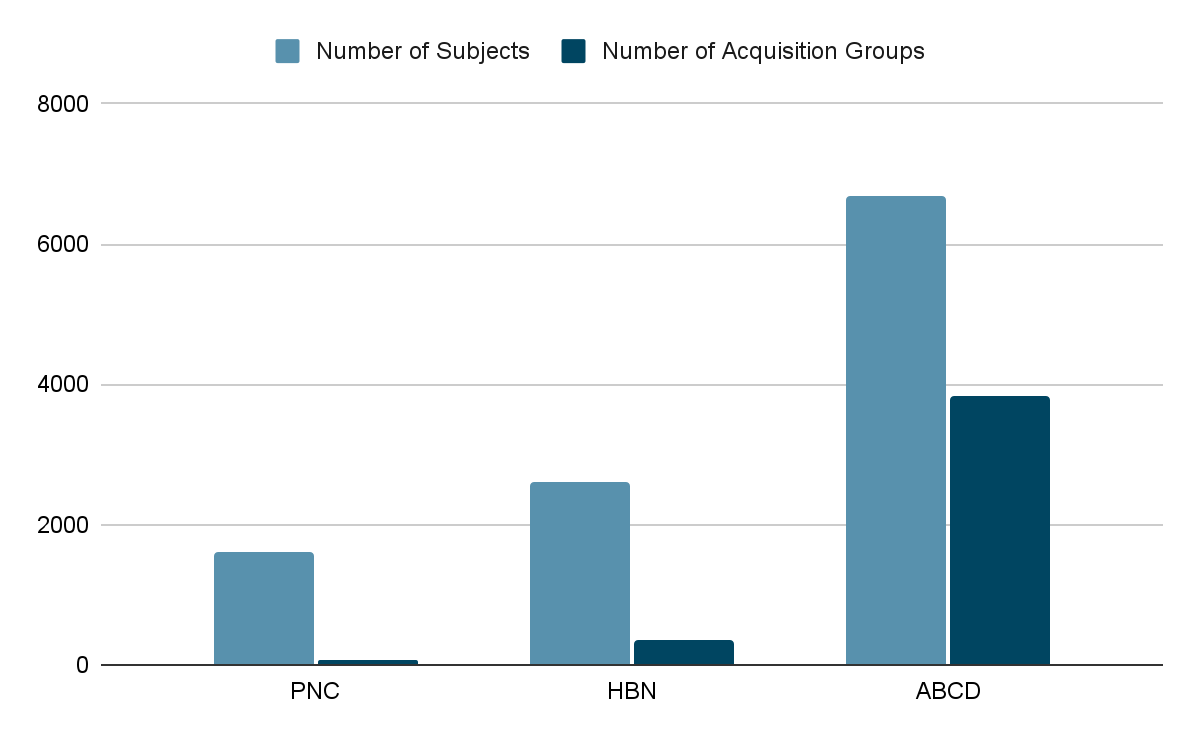 Number of Subjects Number of Acquisition Groups
8000
6000
4000
2000
0
PNC HBN ABCD